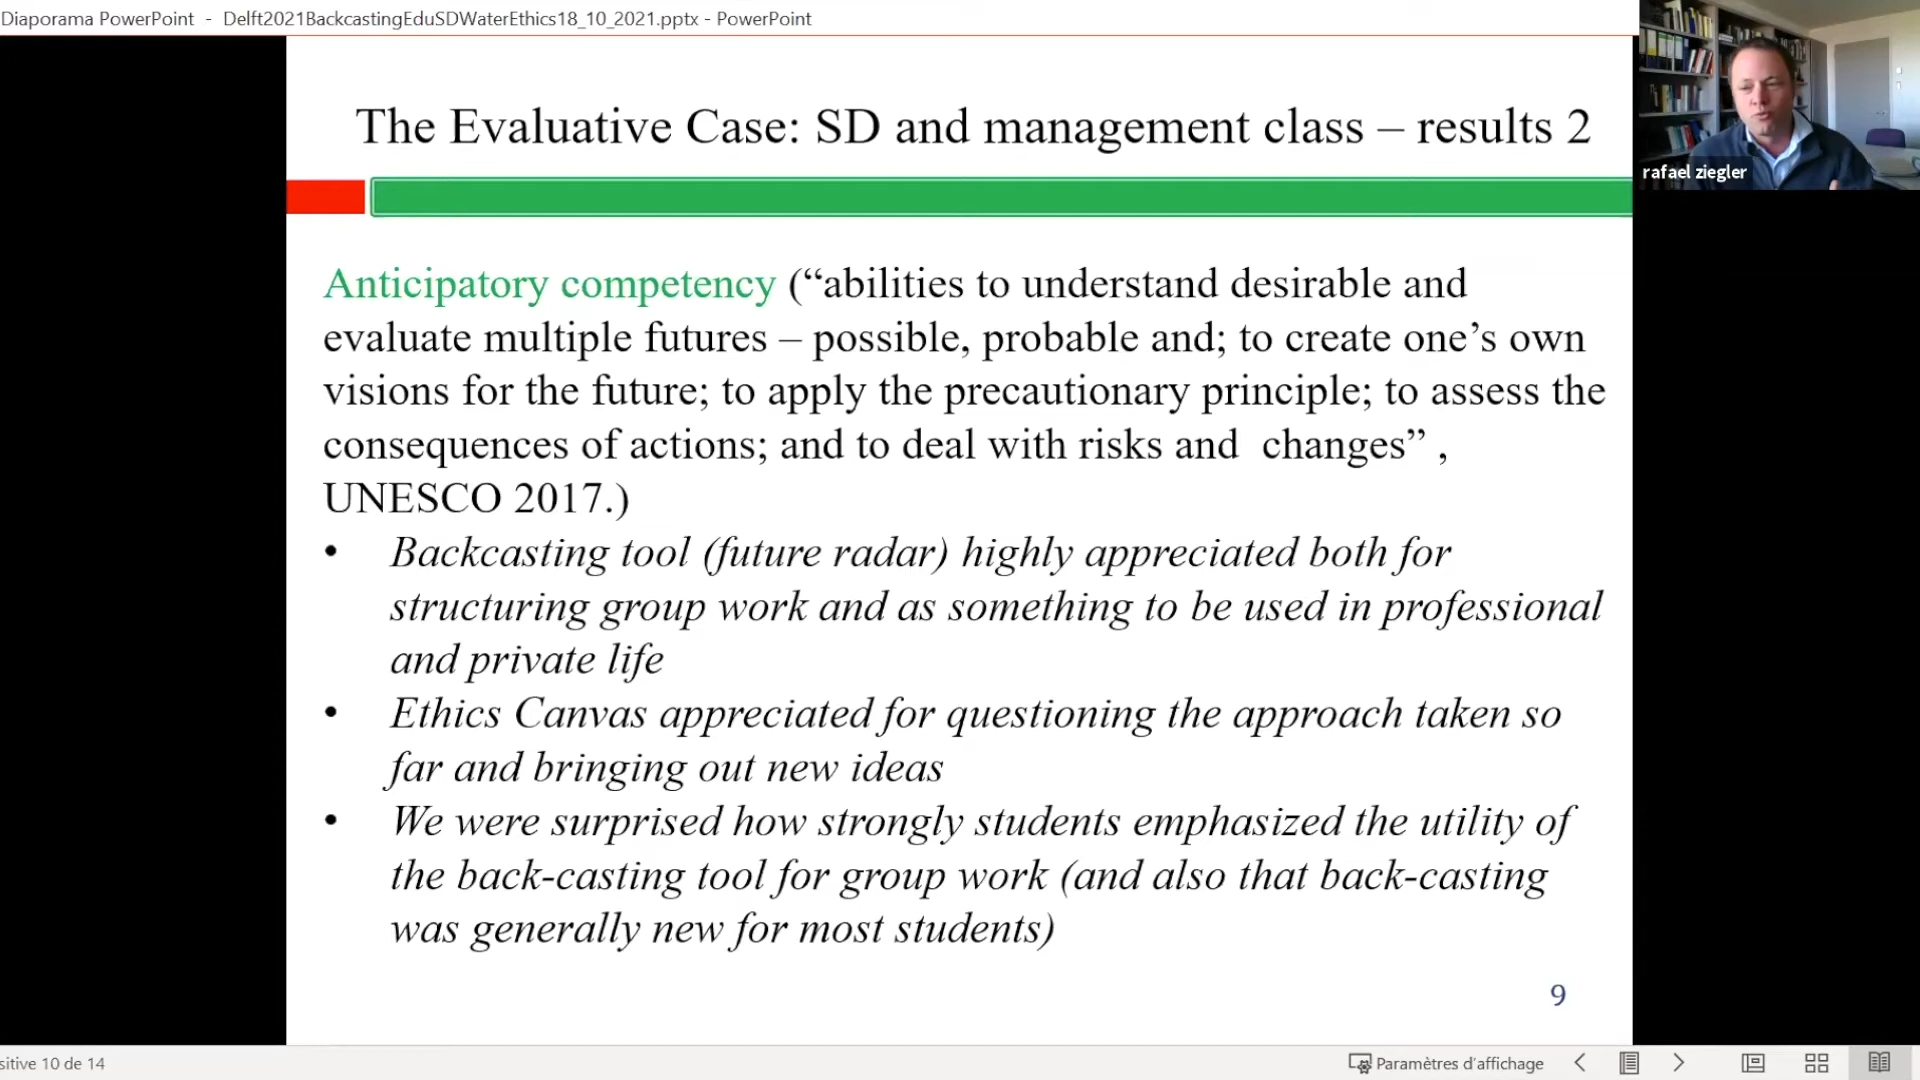 Diaporama PowerPoint - Delft2021BackcastingEduSDWaterEthics18_10_2021.pptx - PowerPoint
rafael ziegler
The Evaluative Case: SD and management class – results 2
Anticipatory competency (“abilities to understand desirable and
evaluate multiple futures – possible, probable and; to create one’s own
visions for the future; to apply the precautionary principle; to assess the
consequences of actions; and to deal with risks and changes” ,
UNESCO 2017.)
• Backcasting tool (future radar) highly appreciated both for
structuring group work and as something to be used in professional
and private life
• Ethics Canvas appreciated for questioning the approach taken so
far and bringing out new ideas
• We were surprised how strongly students emphasized the utility of
the back-casting tool for group work (and also that back-casting
was generally new for most students)
9
sitive 10 de 14
Paramètres d’affichage